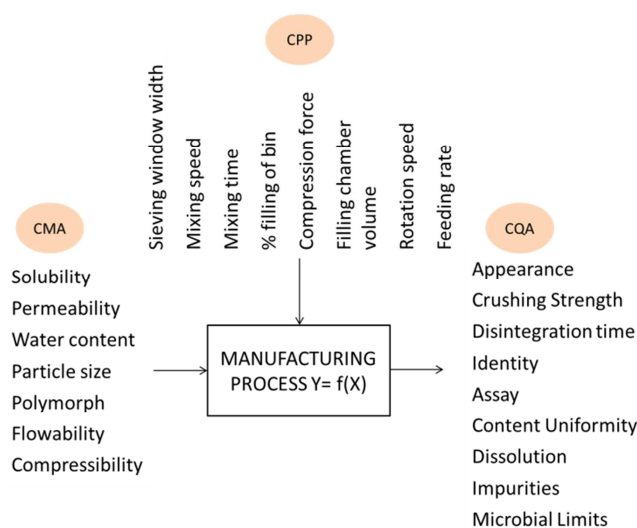 CPP
Sieving window width
Mixing speed
Mixing time
% filling of bin
Compression force
Filling chamber
volume
Rotation speed
Feeding rate
CMA
Solubility
Permeability
Water content
Particle size
Polymorph
Flowability
Compressibility
MANUFACTURING
PROCESS Y= f(X)
CQA
Appearance
Crushing Strength
Disintegration time
Identity
Assay
Content Uniformity
Dissolution
Impurities
Microbial Limits